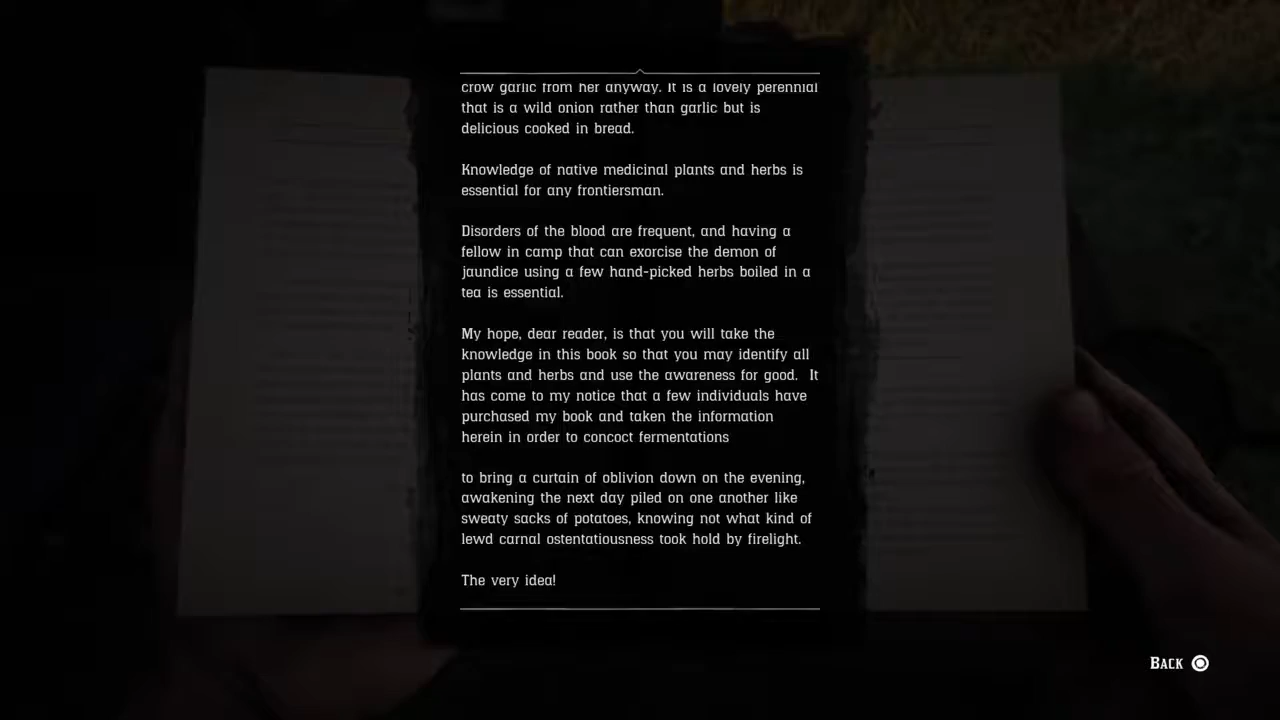 crow garlic from her anyway. It is a lovely perennial
that is a wild onion rather than garlic but is
delicious cooked in bread.
Knowledge of native medicinal plants and herbs is
essential for any frontiersman.
Disorders of the blood are frequent, and having a
fellow in camp that can exorcise the demon of
jaundice using a few hand-picked herbs boiled in a
tea is essential.
My hope, dear reader, is that you will take the
knowledge in this book so that you may identify all
plants and herbs and use the awareness for good.  It
has come to my notice that a few individuals have
purchased my book and taken the information
herein in order to concoct fermentations
to bring a curtain of oblivion down on the evening,
awakening the next day piled on one another like
sweaty sacks of potatoes, knowing not what kind of
lewd carnal ostentatiousness took hold by firelight.
The very idea!
Back